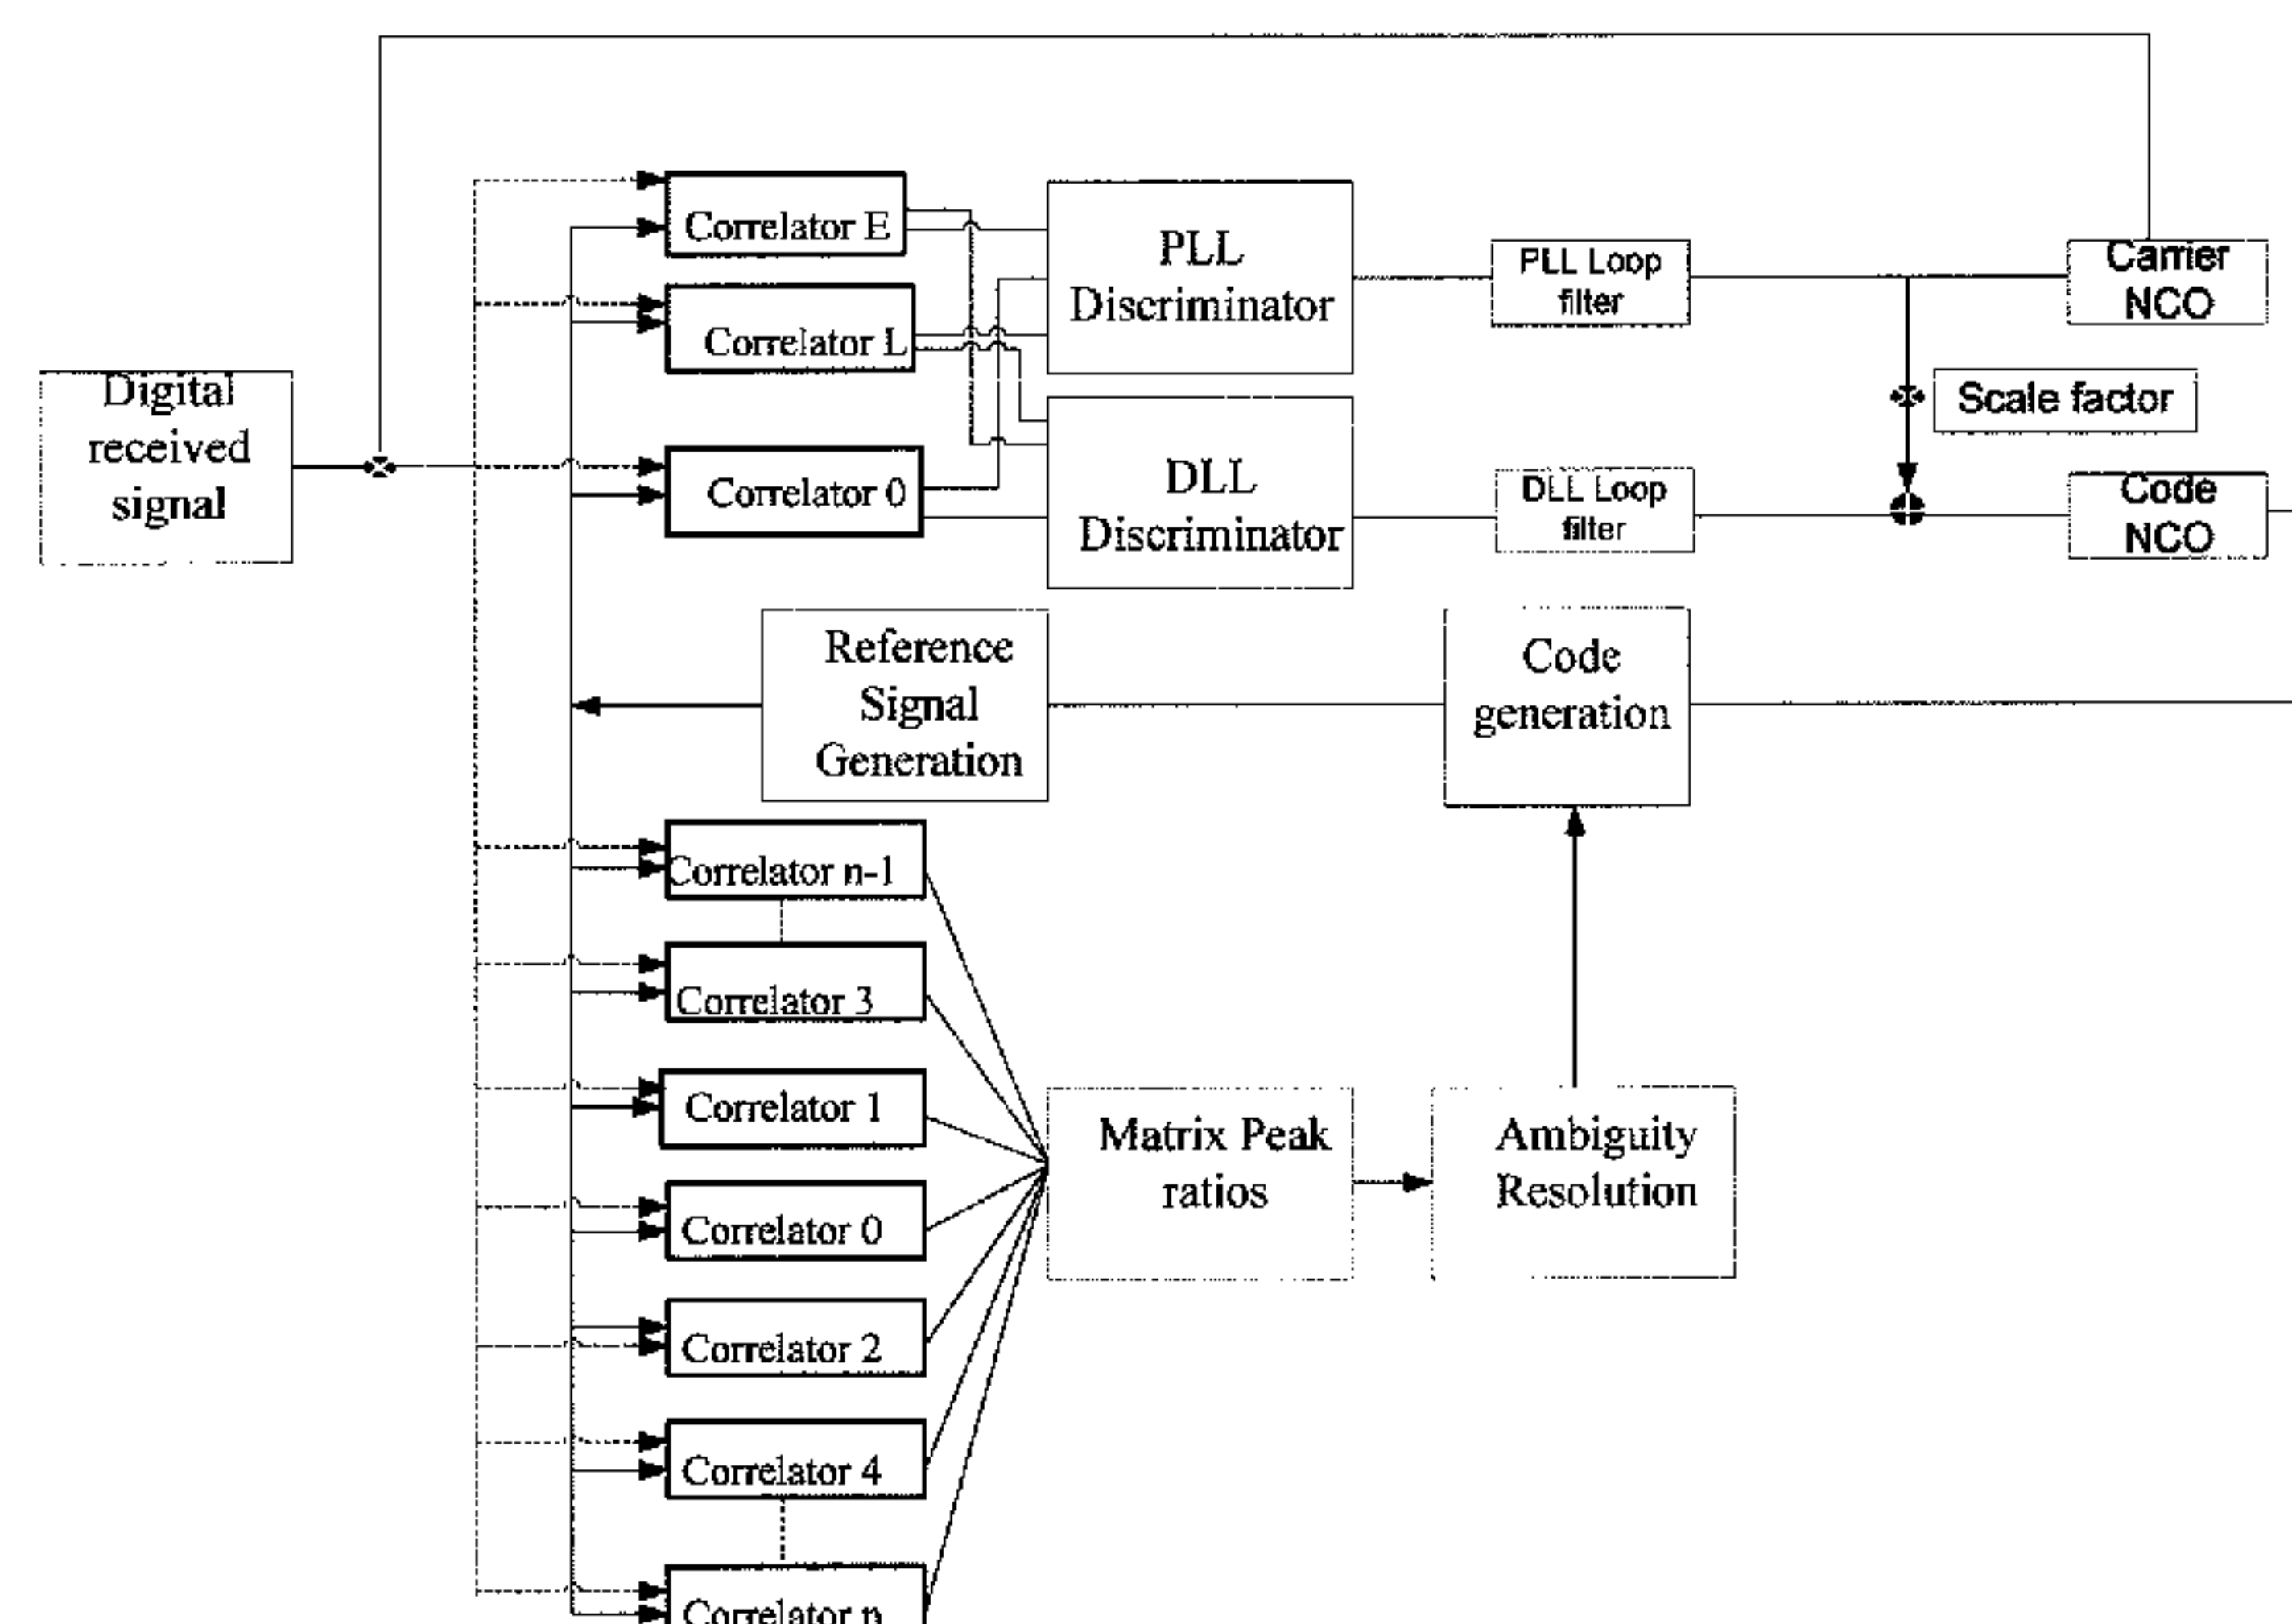 Correlator E
PLL
Discriminator
PLL Loop
filter
Carrier
NCO
Correlator L
Digital
received
signal
Scale factor
Correlator 0
DLL
Discriminator
DLL Loop
filter
Code
NCO
Reference
Signal
Generation
Code
generation
Correlator n-1
Correlator 3
Correlator 1
Matrix Peak
ratios
Ambiguity
Resolution
Correlator 0
Correlator 2
Correlator 4
Correlator n